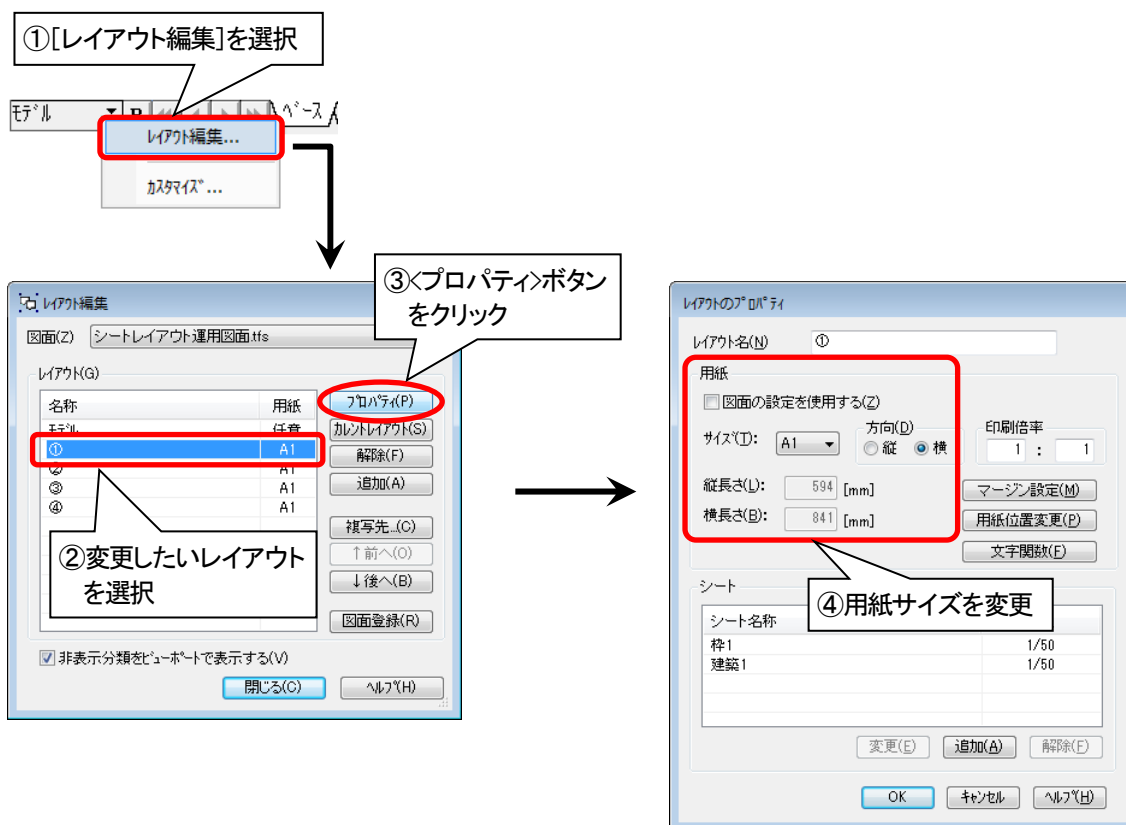 ①[レイアウト編集]を選択
ﾓﾃﾞﾙ
ﾍﾞｰｽ
ﾚｲｱｳﾄ編集...
ｶｽﾀﾏｲｽﾞ...
③<プロパティ>ボタン
をクリック
ﾚｲｱｳﾄ編集
図面(Z) シートレイアウト運用図面.tfs
ﾚｲｱｳﾄ(G)
名称 用紙
ﾓﾃﾞﾙ 任意
① A1
② A1
③ A1
④ A1
ﾌﾟﾛﾊﾟﾃｨ(P)
ｶﾚﾝﾄﾚｲｱｳﾄ(S)
解除(F)
追加(A)
複写先...(C)
↑前へ(O)
↓後へ(B)
図面登録(R)
②変更したいレイアウト
を選択
非表示分類をﾋﾞｭｰﾎﾟｰﾄで表示する(V)
閉じる(C) ﾍﾙﾌﾟ(H)
ﾚｲｱｳﾄのﾌﾟﾛﾊﾟﾃｨ
ﾚｲｱｳﾄ名(N) ①
用紙
図面の設定を使用する(Z)
ｻｲｽﾞ(T): A1 方向(D) 縦 横
縦長さ(L): 594 [mm]
横長さ(B): 841 [mm]
印刷倍率
1 : 1
マージン設定(M)
用紙位置変更(P)
文字関数(F)
④用紙サイズを変更
シート
シート名称
枠1 1/50
建築1 1/50
変更(E) 追加(A) 解除(F)
OK ｷｬﾝｾﾙ ﾍﾙﾌﾟ(H)